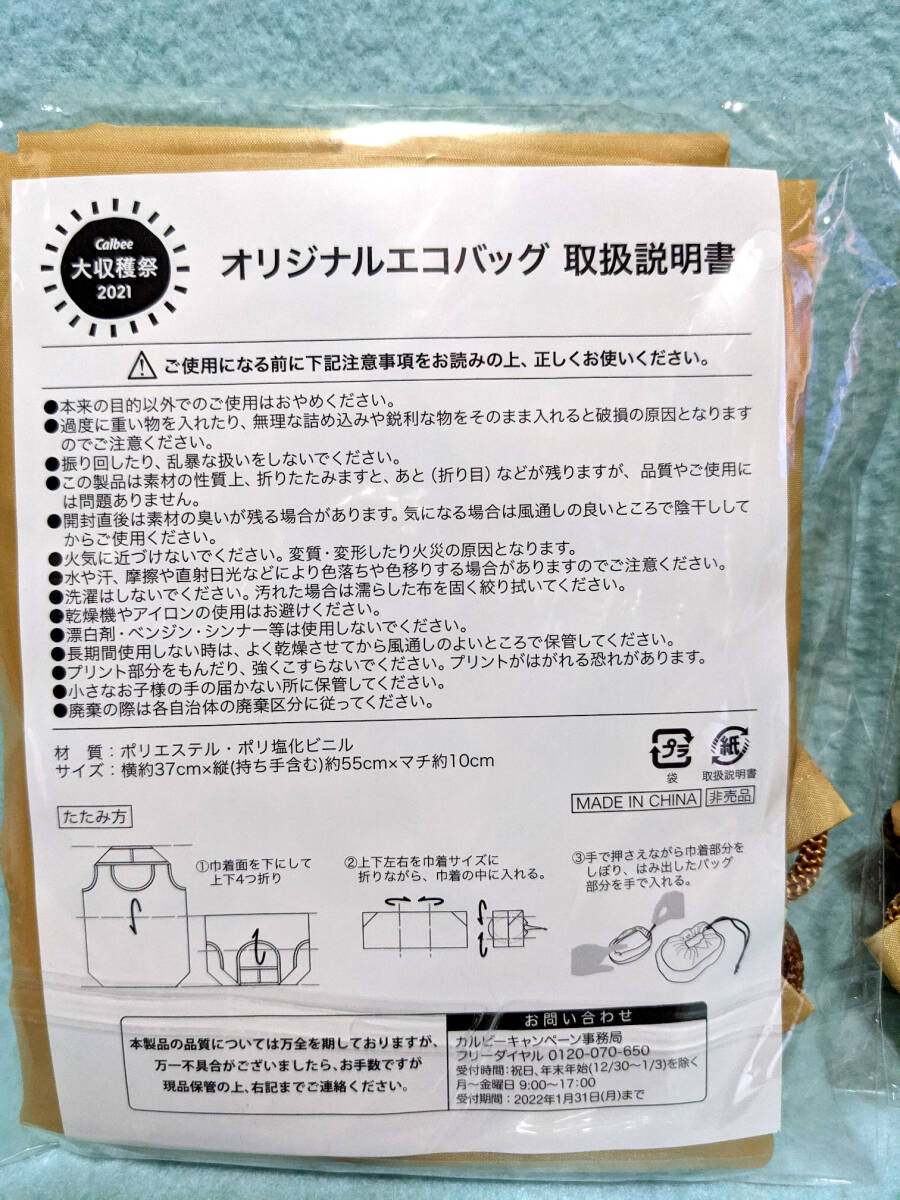 Calbee
大収穫祭
2021
オリジナルエコバッグ 取扱説明書
ご使用になる前に下記注意事項をお読みの上、正しくお使いください。
●本来の目的以外でのご使用はおやめください。
●過度に重い物を入れたり、無理な詰め込みや鋭利な物をそのまま入れると破損の原因となります
のでご注意ください。
●振り回したり、乱暴な扱いをしないでください。
●この製品は素材の性質上、折りたたみますと、あと(折り目)などが残りますが、品質やご使用に
は問題ありません。
●開封直後は素材の臭いが残る場合があります。気になる場合は風通しの良いところで陰干しして
からご使用ください。
●火気に近づけないでください。変質・変形したり火災の原因となります。
●水や汗、摩擦や直射日光などにより色落ちや色移りする場合がありますのでご注意ください。
●洗濯はしないでください。汚れた場合は濡らした布を固く絞り拭いてください。
●乾燥機やアイロンの使用はお避けください。
●漂白剤・ベンジン・シンナー等は使用しないでください。
●長期間使用しない時は、よく乾燥させてから風通しのよいところで保管してください。
●プリント部分をもんだり、強くこすらないでください。プリントがはがれる恐れがあります。
●小さなお子様の手の届かない所に保管してください。
●廃棄の際は各自治体の廃棄区分に従ってください。
材 質:ポリエステル・ポリ塩化ビニル
サイズ:横約37cm×縦(持ち手含む)約55cm×マチ約10cm
プラ
袋
紙
取扱説明書
MADE IN CHINA
非売品
たたみ方
①巾着面を下にして
上下4つ折り
②上下左右を巾着サイズに
折りながら、巾着の中に入れる。
③手で押さえながら巾着部分を
しぼり、はみ出したバッグ
部分を手で入れる。
本製品の品質については万全を期しておりますが、
万一不具合がございましたら、お手数ですが
現品保管の上、右記までご連絡ください。
お問い合わせ
カルビーキャンペーン事務局
フリーダイヤル 0120-070-650
受付時間:祝日、年末年始(12/30〜1/3)を除く
月〜金曜日 9:00〜17:00
受付期間:2022年1月31日(月)まで